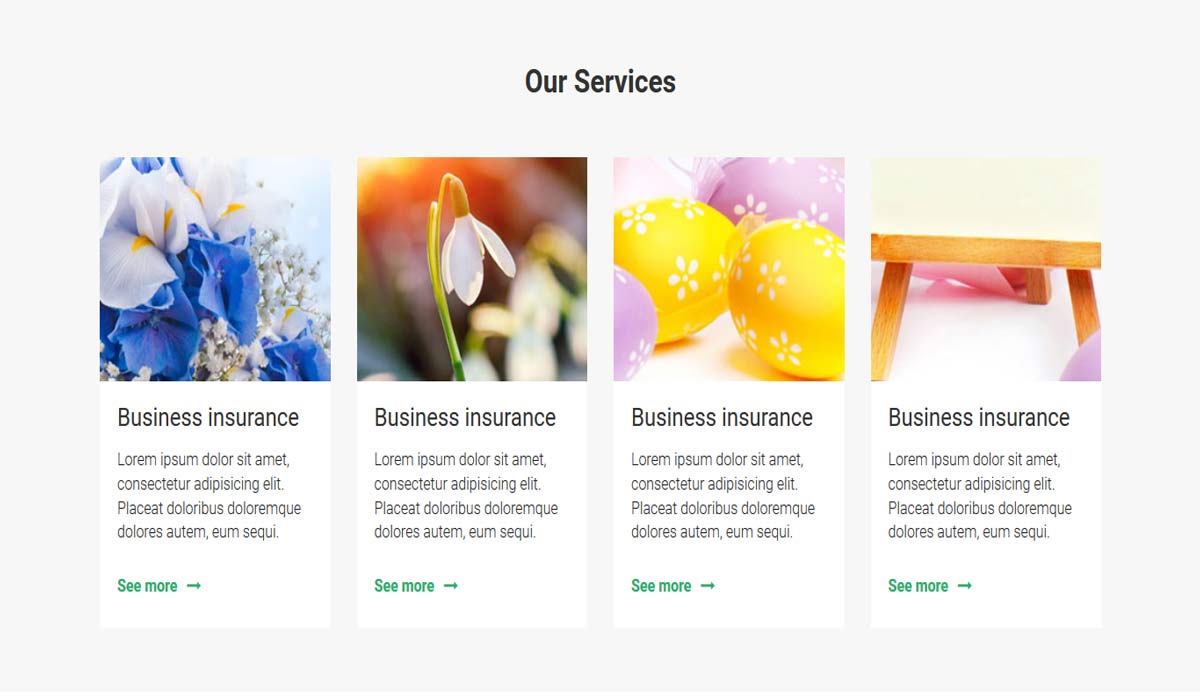 Our Services
Business insurance
Lorem ipsum dolor sit amet,
consectetur adipisicing elit.
Placeat doloribus doloremque
dolores autem, eum sequi.
See more
Business insurance
Lorem ipsum dolor sit amet,
consectetur adipisicing elit.
Placeat doloribus doloremque
dolores autem, eum sequi.
See more
Business insurance
Lorem ipsum dolor sit amet,
consectetur adipisicing elit.
Placeat doloribus doloremque
dolores autem, eum sequi.
See more
Business insurance
Lorem ipsum dolor sit amet,
consectetur adipisicing elit.
Placeat doloribus doloremque
dolores autem, eum sequi.
See more